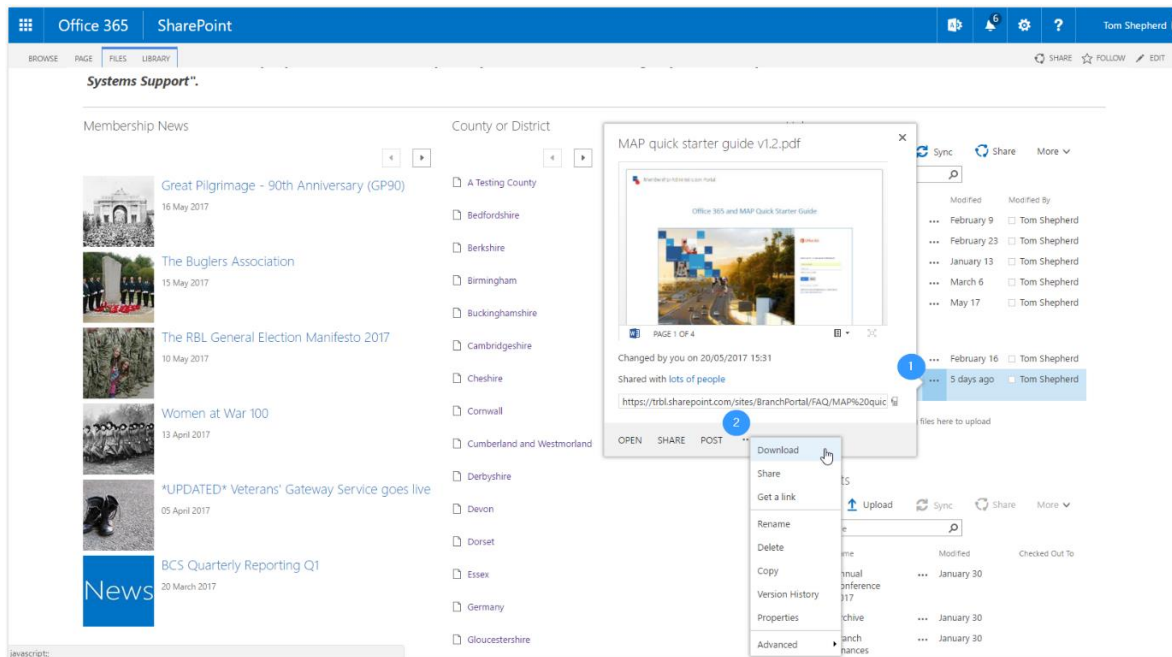 Office 365
SharePoint
6
?
Tom Shepherd
BROWSE PAGE FILES LIBRARY
SHARE FOLLOW EDIT
Systems Support".
Membership News
Great Pilgrimage - 90th Anniversary (GP90)
16 May 2017
The Buglers Association
15 May 2017
The RBL General Election Manifesto 2017
10 May 2017
Women at War 100
13 April 2017
*UPDATED* Veterans' Gateway Service goes live
05 April 2017
News
BCS Quarterly Reporting Q1
20 March 2017
County or District
A Testing County
Bedfordshire
Berkshire
Birmingham
Buckinghamshire
Cambridgeshire
Cheshire
Cornwall
Cumberland and Westmorland
Derbyshire
Devon
Dorset
Essex
Germany
Gloucestershire
MAP quick starter guide v1.2.pdf
Office 365 and MAP Quick Starter Guide
PAGE 1 OF 4
Changed by you on 20/05/2017 15:31
Shared with lots of people
https://trbl.sharepoint.com/sites/BranchPortal/FAQ/MAP%20quic
2
OPEN SHARE POST ...
Download
Share
Get a link
Rename
Delete
Copy
Version History
Properties
Advanced
Sync Share More
Modified Modified By
... February 9 Tom Shepherd
... February 23 Tom Shepherd
... January 13 Tom Shepherd
... March 6 Tom Shepherd
... May 17 Tom Shepherd
... February 16 Tom Shepherd
1
... 5 days ago Tom Shepherd
files here to upload
ts
Upload Sync Share More
e
me Modified Checked Out To
nnual ... January 30
onference
017
rchive ... January 30
ranch ... January 30
nances
javascript:;